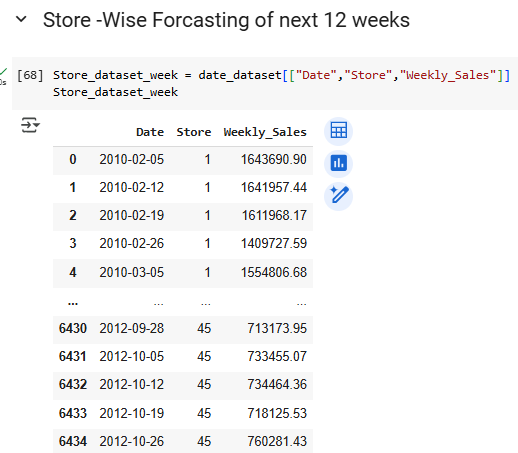 Store -Wise Forcasting of next 12 weeks
[68] Store_dataset_week = date_dataset[["Date","Store","Weekly_Sales"]]
0s Store_dataset_week
Date Store Weekly_Sales
0 2010-02-05 1 1643690.90
1 2010-02-12 1 1641957.44
2 2010-02-19 1 1611968.17
3 2010-02-26 1 1409727.59
4 2010-03-05 1 1554806.68
... ... ... ...
6430 2012-09-28 45 713173.95
6431 2012-10-05 45 733455.07
6432 2012-10-12 45 734464.36
6433 2012-10-19 45 718125.53
6434 2012-10-26 45 760281.43